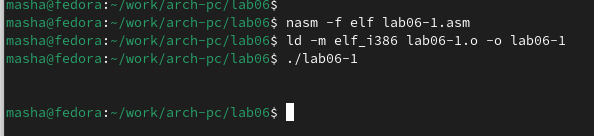 masha@fedora:~/work/arch-pc/lab06$
masha@fedora:~/work/arch-pc/lab06$ nasm -f elf lab06-1.asm
masha@fedora:~/work/arch-pc/lab06$ ld -m elf_i386 lab06-1.o -o lab06-1
masha@fedora:~/work/arch-pc/lab06$ ./lab06-1
masha@fedora:~/work/arch-pc/lab06$